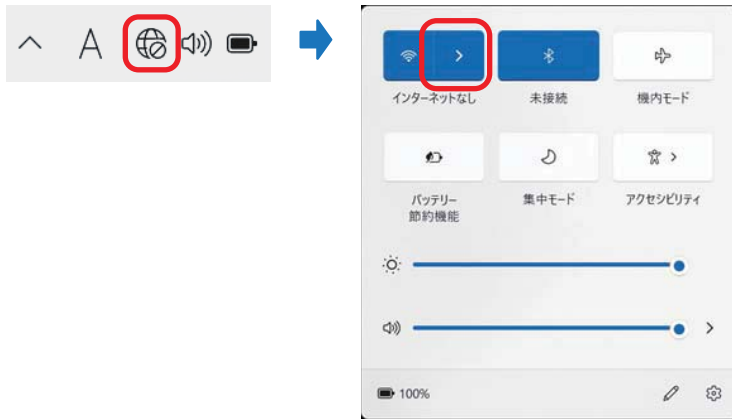 A
インターネットなし
未接続
機内モード
バッテリー
節約機能
集中モード
アクセシビリティ
100%